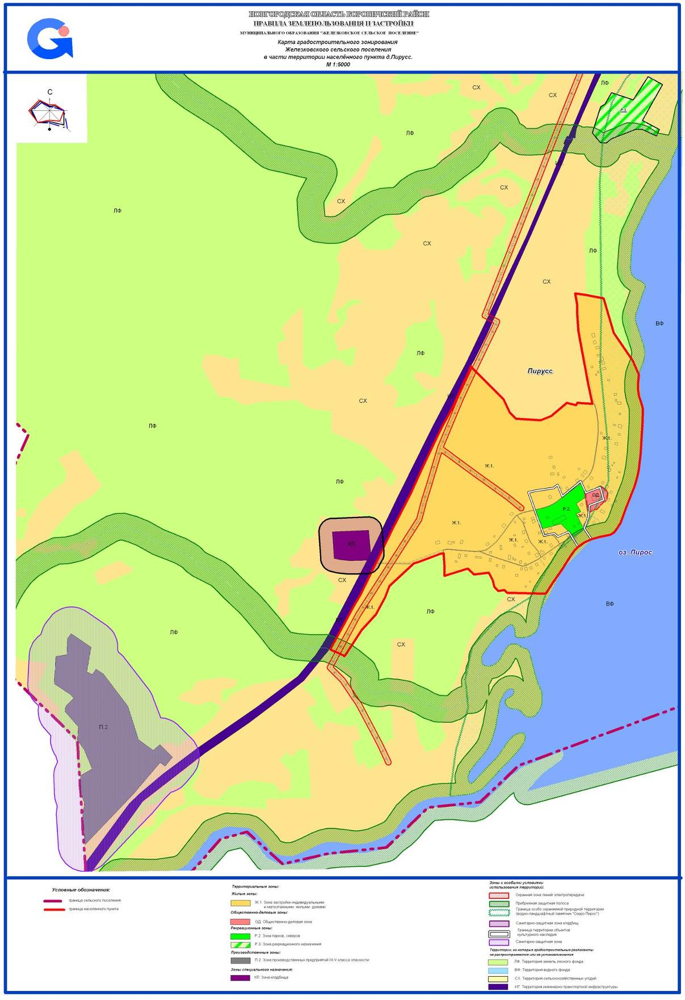 НОВГОРОДСКАЯ ОБЛАСТЬ БОРОВИЧСКИЙ РАЙОН
ПРАВИЛА ЗЕМЛЕПОЛЬЗОВАНИЯ И ЗАСТРОЙКИ
МУНИЦИПАЛЬНОГО ОБРАЗОВАНИЯ "ЖЕЛЕЗКОВСКОЕ СЕЛЬСКОЕ ПОСЕЛЕНИЕ"
Карта градостроительного зонирования
Железковского сельского поселения
в части территории населённого пункта д.Пирусс.
М 1:5000
С
СХ
СХ
ЛФ
Р.3.
ЛФ
ИТ
СХ
СХ
ЛФ
СХ
ЛФ
СХ
ВФ
ЛФ
Пирусс
ИТ
СХ
ЛФ
Ж.1.
Ж.1.
ЛФ
ОД
Р.2.
Ж.1.
Ж.1.
Ж.1.
Ж.1.
КЛ
оз. Пирос
СХ
СХ
ВФ
Ж.1.
ЛФ
ИТ
ЛФ
СХ
П.2.
Условные обозначения:
граница сельского поселения
граница населённого пункта
Территориальные зоны:
Жилые зоны:
Ж.1. Зона застройки индивидуальными
и малоэтажными жилыми домами
Общественно-деловые зоны:
ОД. Общественно-деловая зона
Рекреационные зоны:
Р.2. Зона парков, скверов
Р.3. Зона рекреационного назначения
Производственные зоны:
П.2. Зона производственных предприятий III-V класса опасности
Зоны специального назначения:
КЛ. Зона кладбища
Зоны с особыми условиями
использования территорий:
Охранная зона линий электропередачи
Прибрежная защитная полоса
Граница особо охраняемой природной территории
(водно-ландшафтный памятник "Озеро Пирос")
Санитарно-защитная зона кладбищ
Граница территории объектов
культурного наследия
Санитарно-защитная зона
Территории, на которые градостроительные регламенты
не распространяются или не устанавливаются
ЛФ. Территория земель лесного фонда
ВФ. Территория водного фонда
СХ. Территория сельскохозяйственных угодий
ИТ. Территория инженерно-транспортной инфраструктуры